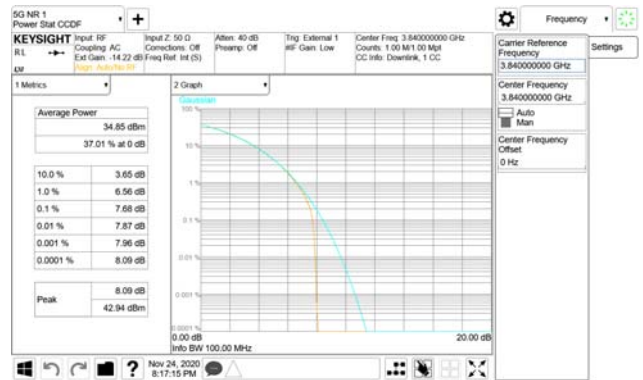 5G NR 1
Power Stat CCDF
Frequency
KEYSIGHT
RL
Input: RF
Coupling: AC
Ext Gain: -14.22 dB
Align: Auto/No RF
Input Z: 50 Ω
Corrections: Off
Freq Ref: Int (S)
Atten: 40 dB
Preamp: Off
Trig: External 1
#IF Gain: Low
Center Freq: 3.840000000 GHz
Counts: 1.00 M/1.00 Mpt
CC Info: Downlink, 1 CC
1 Metrics
Average Power
34.85 dBm
37.01 % at 0 dB
10.0 % 3.65 dB
1.0 % 6.56 dB
0.1 % 7.68 dB
0.01 % 7.87 dB
0.001 % 7.96 dB
0.0001 % 8.09 dB
Peak
8.09 dB
42.94 dBm
2 Graph
Gaussian
100 %
10 %
1 %
0.1 %
0.01 %
0.001 %
0.0001 %
0.00 dB
20.00 dB
Info BW 100.00 MHz
Carrier Reference
Frequency
3.840000000 GHz
Center Frequency
3.840000000 GHz
Auto
Man
Center Frequency
Offset
0 Hz
Settings
?
Nov 24, 2020
8:17:15 PM